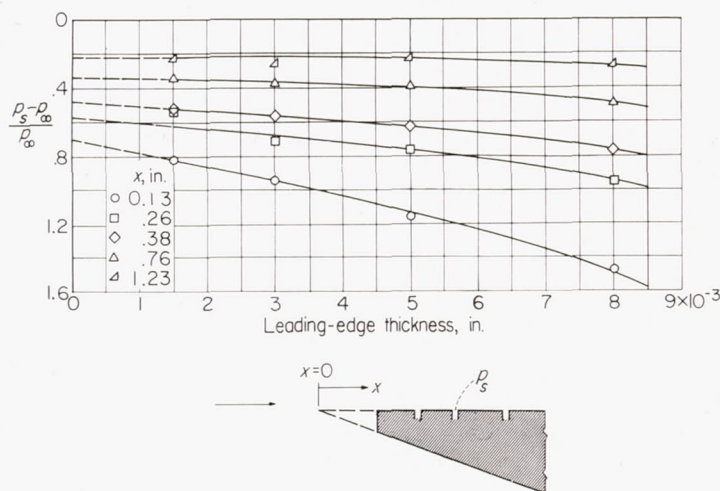 0
.4
.8
1.2
1.6
p_s - p_∞
p_∞
x, in.
○ 0.13
□ .26
◇ .38
△ .76
⊿ 1.23
0 1 2 3 4 5 6 7 8 9×10⁻³
Leading-edge thickness, in.
x=0
x
p_s